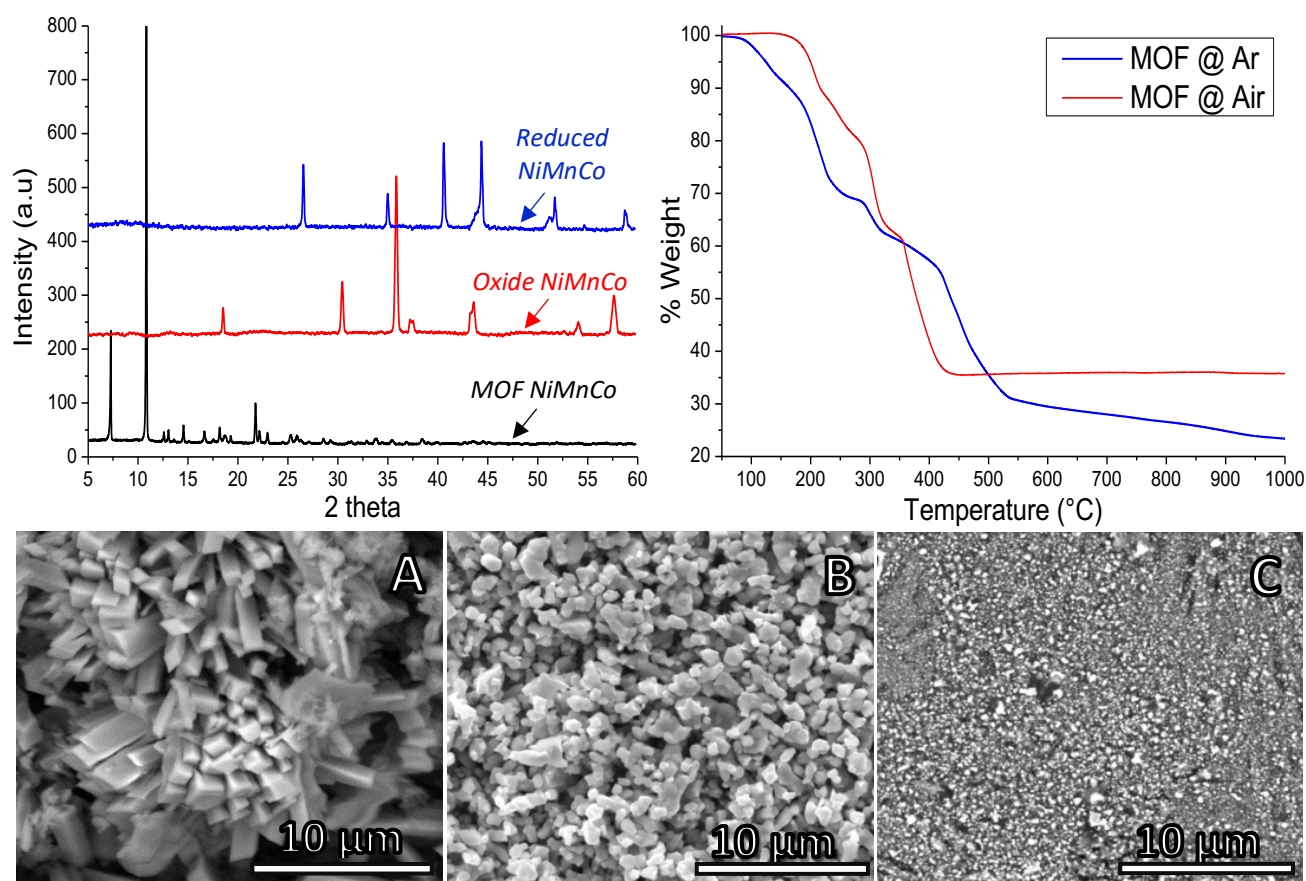 800
700
600
500
400
300
200
100
0
Intensity (a.u)
Reduced
NiMnCo
Oxide NiMnCo
MOF NiMnCo
5 10 15 20 25 30 35 40 45 50 55 60
2 theta
100
90
80
70
60
50
40
30
20
% Weight
MOF @ Ar
MOF @ Air
100 200 300 400 500 600 700 800 900 1000
Temperature (°C)
A
10 µm
B
10 µm
C
10 µm